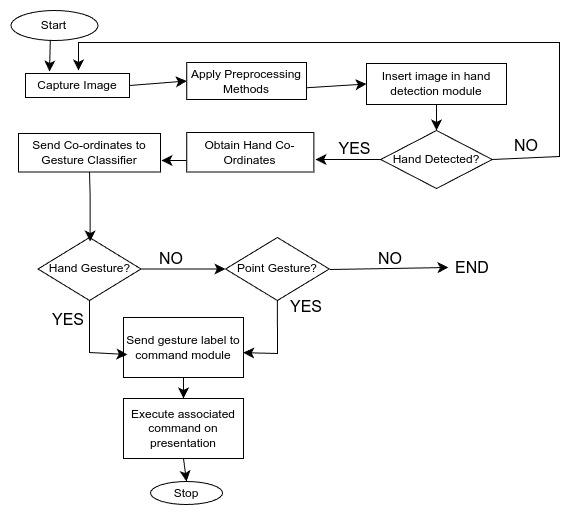 Start
Capture Image
Apply Preprocessing
Methods
Insert image in hand
detection module
Hand Detected?
NO
YES
Obtain Hand Co-
Ordinates
Send Co-ordinates to
Gesture Classifier
Hand Gesture?
NO
Point Gesture?
NO
END
YES
YES
Send gesture label to
command module
Execute associated
command on
presentation
Stop